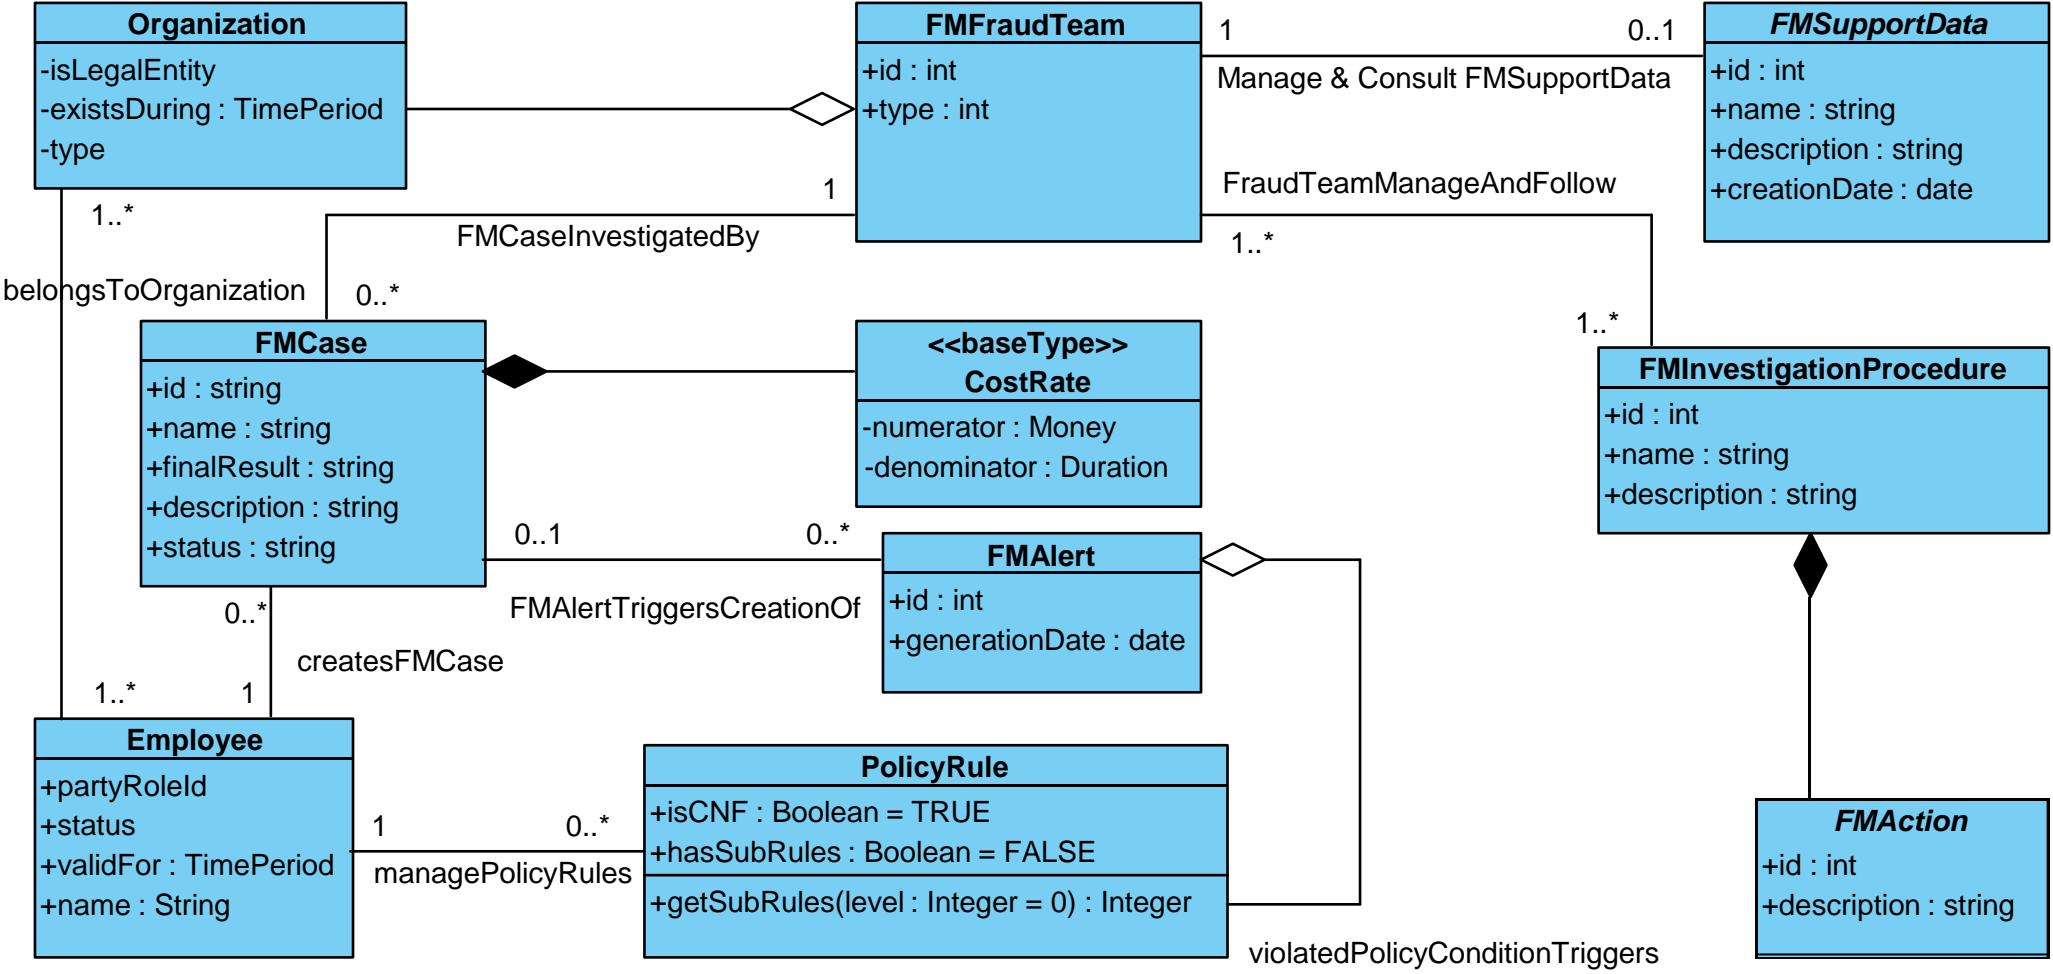 Organization
-isLegalEntity
-existsDuring : TimePeriod
-type
FMFraudTeam
+id : int
+type : int
1
0..1
Manage & Consult FMSupportData
FMSupportData
+id : int
+name : string
+description : string
+creationDate : date
1..*
1
FMCaseInvestigatedBy
FraudTeamManageAndFollow
1..*
belongsToOrganization
0..*
1..*
FMCase
+id : string
+name : string
+finalResult : string
+description : string
+status : string
<<baseType>>
CostRate
-numerator : Money
-denominator : Duration
FMInvestigationProcedure
+id : int
+name : string
+description : string
0..1
0..*
FMAlertTriggersCreationOf
FMAlert
+id : int
+generationDate : date
0..*
createsFMCase
1..*
1
Employee
+partyRoleId
+status
+validFor : TimePeriod
+name : String
1
0..*
managePolicyRules
PolicyRule
+isCNF : Boolean = TRUE
+hasSubRules : Boolean = FALSE
+getSubRules(level : Integer = 0) : Integer
violatedPolicyConditionTriggers
FMAction
+id : int
+description : string